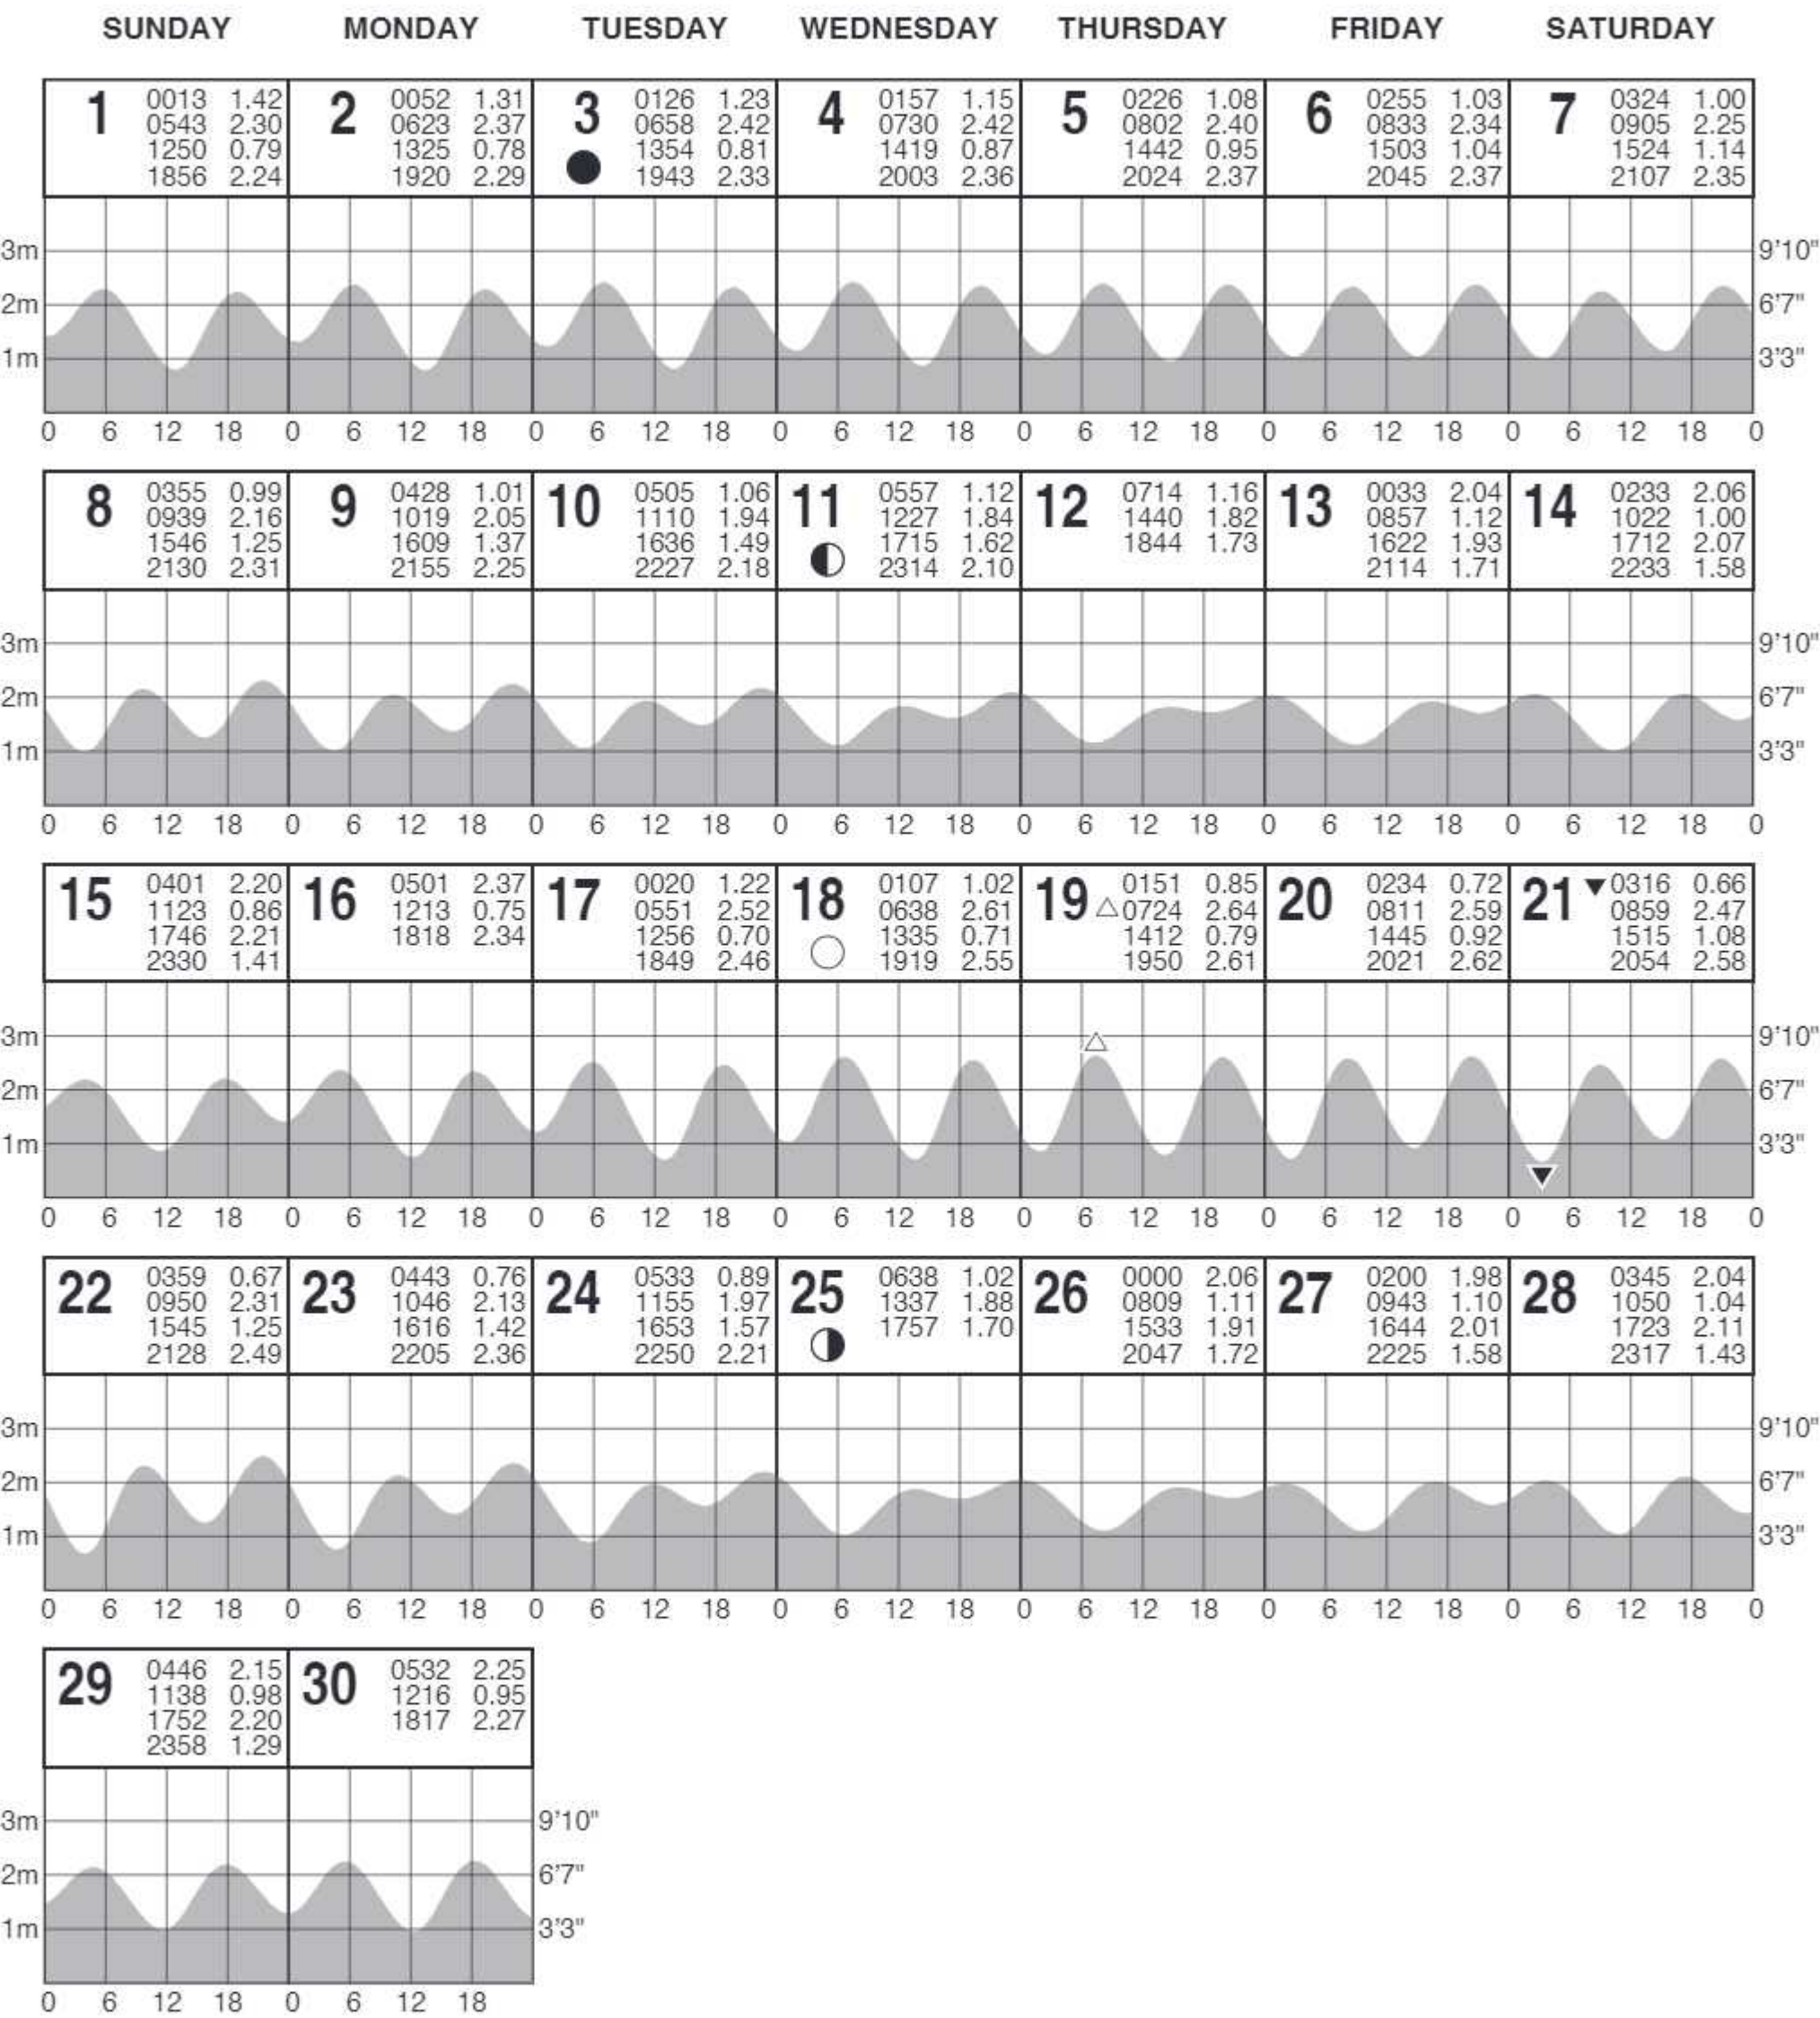 SUNDAY MONDAY TUESDAY WEDNESDAY THURSDAY FRIDAY SATURDAY
1 0013 1.42 2 0052 1.31 3 0126 1.23 4 0157 1.15 5 0226 1.08 6 0255 1.03 7 0324 1.00
0543 2.30 0623 2.37 0658 2.42 0730 2.42 0802 2.40 0833 2.34 0905 2.25
1250 0.79 1325 0.78 1354 0.81 1419 0.87 1442 0.95 1503 1.04 1524 1.14
1856 2.24 1920 2.29 1943 2.33 2003 2.36 2024 2.37 2045 2.37 2107 2.35
3m 9'10"
2m 6'7"
1m 3'3"
0 6 12 18 0 6 12 18 0 6 12 18 0 6 12 18 0 6 12 18 0 6 12 18 0 6 12 18 0
8 0355 0.99 9 0428 1.01 10 0505 1.06 11 0557 1.12 12 0714 1.16 13 0033 2.04 14 0233 2.06
0939 2.16 1019 2.05 1110 1.94 1227 1.84 1440 1.82 0857 1.12 1022 1.00
1546 1.25 1609 1.37 1636 1.49 1715 1.62 1844 1.73 1622 1.93 1712 2.07
2130 2.31 2155 2.25 2227 2.18 2314 2.10 2114 1.71 2233 1.58
3m 9'10"
2m 6'7"
1m 3'3"
0 6 12 18 0 6 12 18 0 6 12 18 0 6 12 18 0 6 12 18 0 6 12 18 0 6 12 18 0
15 0401 2.20 16 0501 2.37 17 0020 1.22 18 0107 1.02 19 0151 0.85 20 0234 0.72 21 0316 0.66
1123 0.86 1213 0.75 0551 2.52 0638 2.61 0724 2.64 0811 2.59 0859 2.47
1746 2.21 1818 2.34 1256 0.70 1335 0.71 1412 0.79 1445 0.92 1515 1.08
2330 1.41 1849 2.46 1919 2.55 1950 2.61 2021 2.62 2054 2.58
3m 9'10"
2m 6'7"
1m 3'3"
0 6 12 18 0 6 12 18 0 6 12 18 0 6 12 18 0 6 12 18 0 6 12 18 0 6 12 18 0
22 0359 0.67 23 0443 0.76 24 0533 0.89 25 0638 1.02 26 0000 2.06 27 0200 1.98 28 0345 2.04
0950 2.31 1046 2.13 1155 1.97 1337 1.88 0809 1.11 0943 1.10 1050 1.04
1545 1.25 1616 1.42 1653 1.57 1757 1.70 1533 1.91 1644 2.01 1723 2.11
2128 2.49 2205 2.36 2250 2.21 2047 1.72 2225 1.58 2317 1.43
3m 9'10"
2m 6'7"
1m 3'3"
0 6 12 18 0 6 12 18 0 6 12 18 0 6 12 18 0 6 12 18 0 6 12 18 0 6 12 18 0
29 0446 2.15 30 0532 2.25
1138 0.98 1216 0.95
1752 2.20 1817 2.27
2358 1.29
3m 9'10"
2m 6'7"
1m 3'3"
0 6 12 18 0 6 12 18